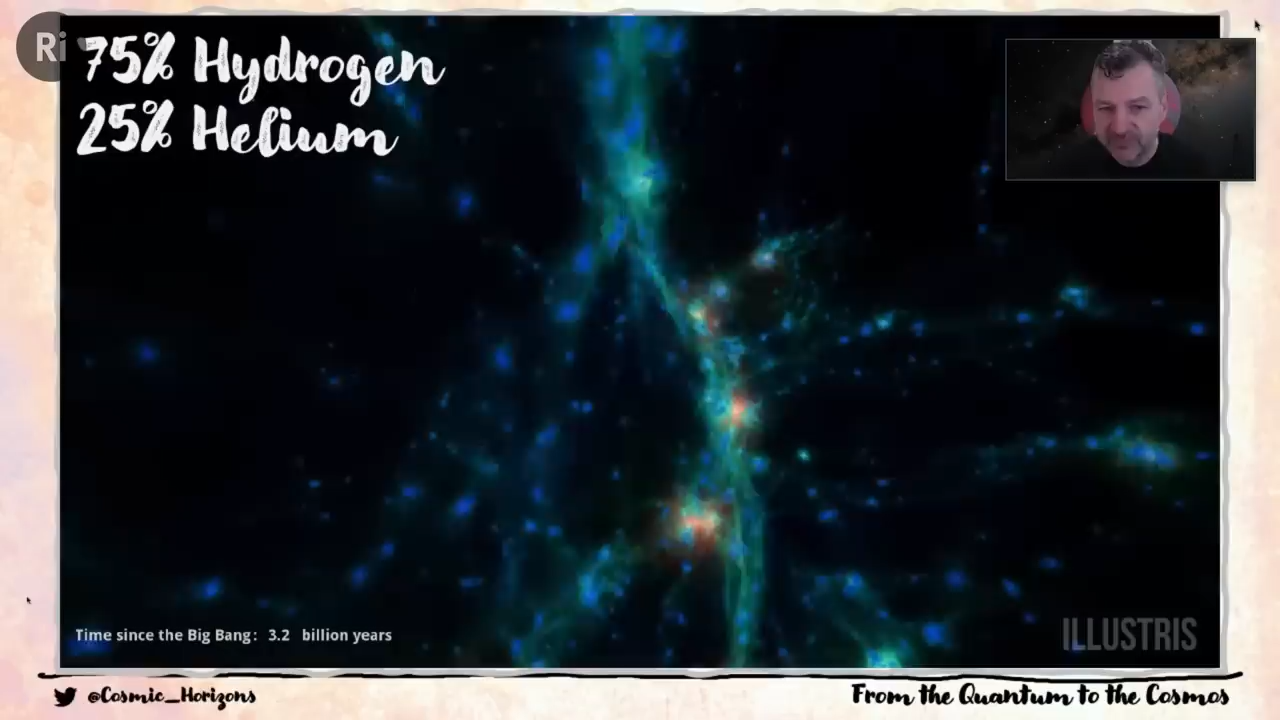 Ri
75% Hydrogen
25% Helium
Time since the Big Bang: 3.2 billion years
ILLUSTRIS
@Cosmic_Horizons
From the Quantum to the Cosmos